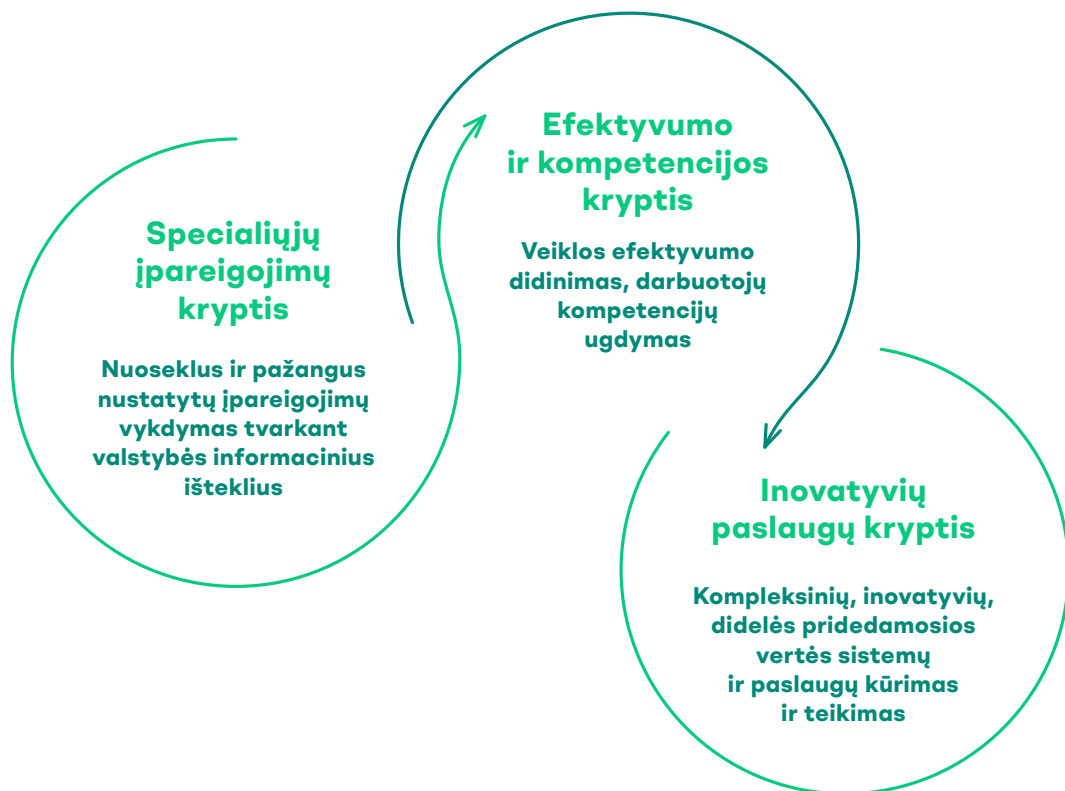 Specialiųjų
įpareigojimų
kryptis
Nuoseklus ir pažangus
nustatytų įpareigojimų
vykdymas tvarkant
valstybės informacinius
išteklius
Efektyvumo
ir kompetencijos
kryptis
Veiklos efektyvumo
didinimas, darbuotojų
kompetencijų
ugdymas
Inovatyvių
paslaugų kryptis
Kompleksinių, inovatyvių,
didelės pridedamosios
vertės sistemų
ir paslaugų kūrimas
ir teikimas